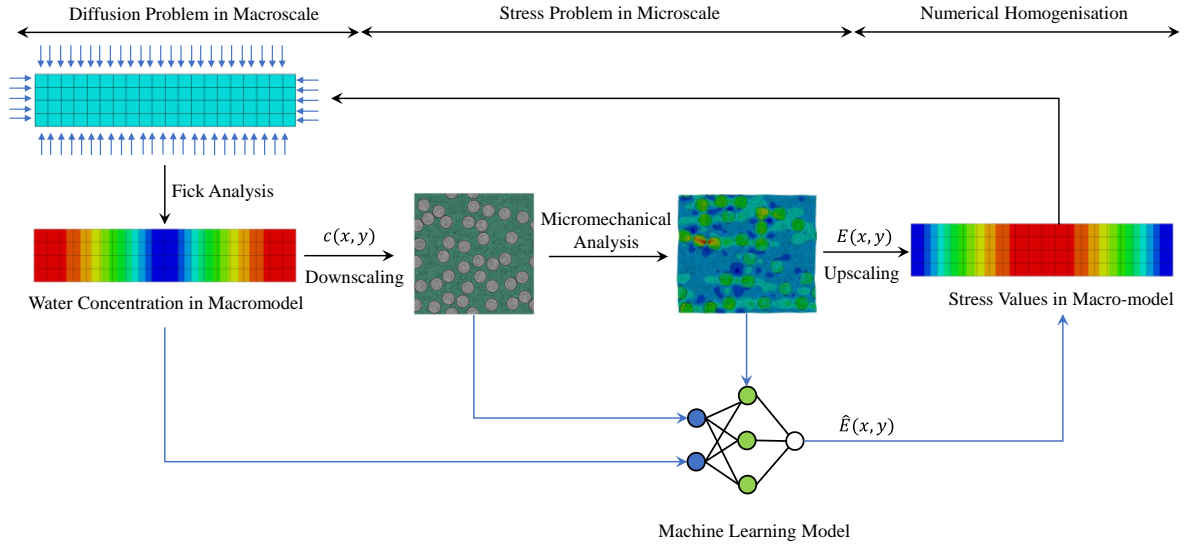 Diffusion Problem in Macroscale
Stress Problem in Microscale
Numerical Homogenisation
Fick Analysis
c(x, y)
Downscaling
Micromechanical
Analysis
E(x, y)
Upscaling
Water Concentration in Macromodel
Stress Values in Macro-model
Ê(x, y)
Machine Learning Model